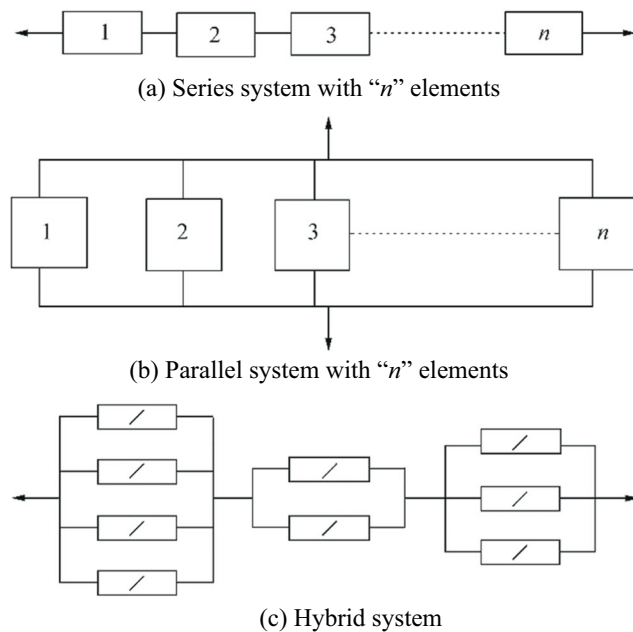 1 2 3 n
(a) Series system with “n” elements
1 2 3 n
(b) Parallel system with “n” elements
(c) Hybrid system